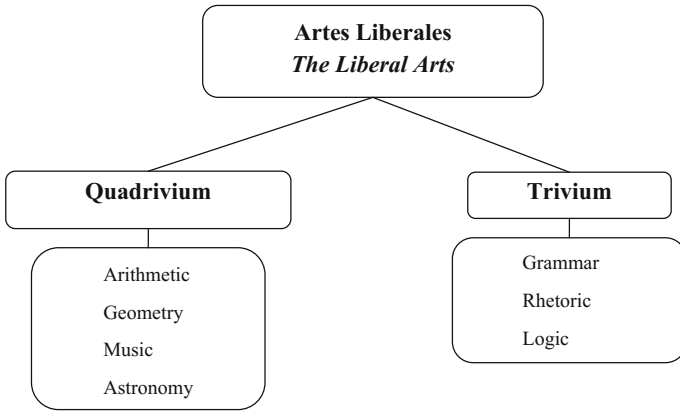 Artes Liberales
The Liberal Arts
Quadrivium
Trivium
Arithmetic
Geometry
Music
Astronomy
Grammar
Rhetoric
Logic